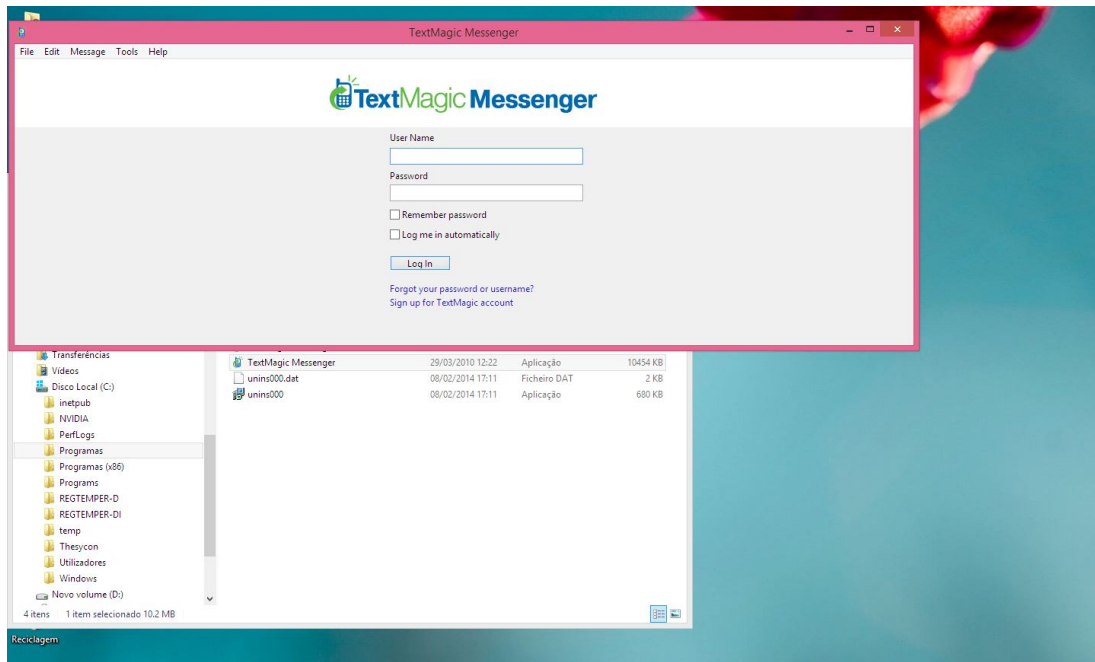 TextMagic Messenger
File Edit Message Tools Help
TextMagic Messenger
User Name
Password
Remember password
Log me in automatically
Log In
Forgot your password or username?
Sign up for TextMagic account
Transferências
Vídeos
Disco Local (C:)
inetpub
NVIDIA
PerfLogs
Programas
Programas (x86)
Programs
REGTEMPER-D
REGTEMPER-DI
temp
Thesycon
Utilizadores
Windows
Novo volume (D:)
TextMagic Messenger 29/03/2010 12:22 Aplicação 10454 KB
unins000.dat 08/02/2014 17:11 Ficheiro DAT 2 KB
unins000 08/02/2014 17:11 Aplicação 680 KB
4 itens 1 item selecionado 10.2 MB
Reciclagem